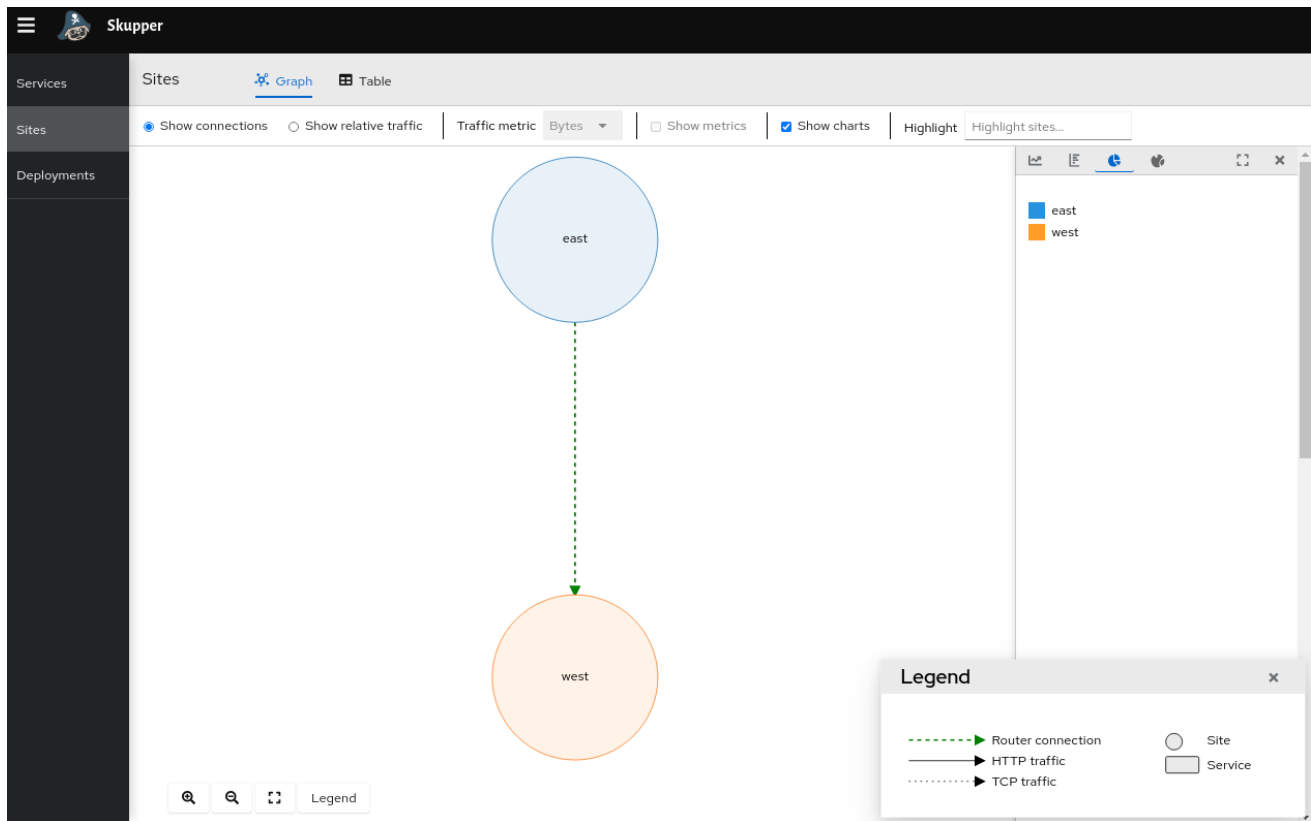 Skupper
Services
Sites
Deployments
Sites Graph Table
Show connections Show relative traffic Traffic metric Bytes Show metrics Show charts Highlight Highlight sites...
east
west
east
west
Legend
Router connection
HTTP traffic
TCP traffic
Site
Service
Legend